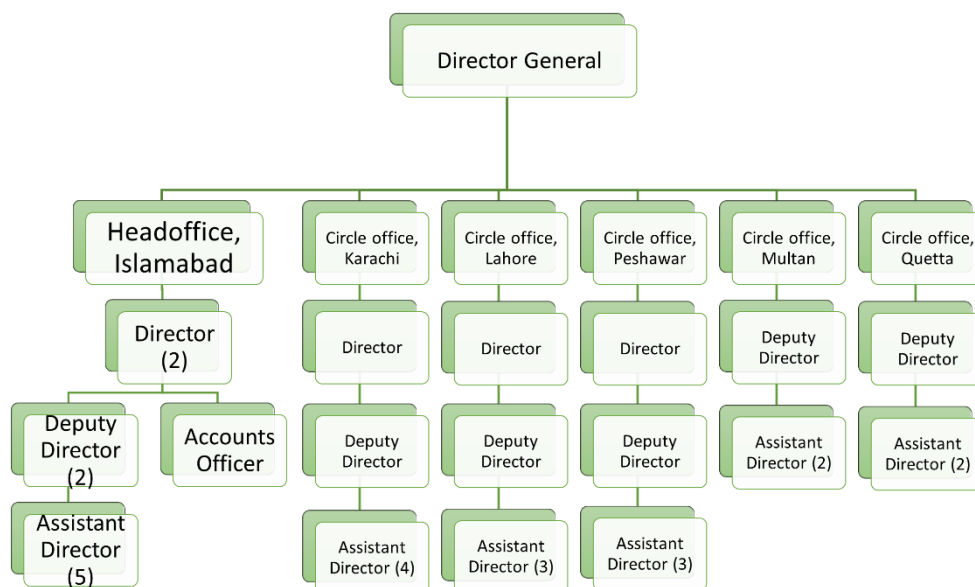 Director General
Headoffice,
Islamabad
Circle office,
Karachi
Circle office,
Lahore
Circle office,
Peshawar
Circle office,
Multan
Circle office,
Quetta
Director
(2)
Director
Director
Director
Deputy
Director
Deputy
Director
Deputy
Director
(2)
Accounts
Officer
Deputy
Director
Deputy
Director
Deputy
Director
Assistant
Director (2)
Assistant
Director (2)
Assistant
Director
(5)
Assistant
Director (4)
Assistant
Director (3)
Assistant
Director (3)